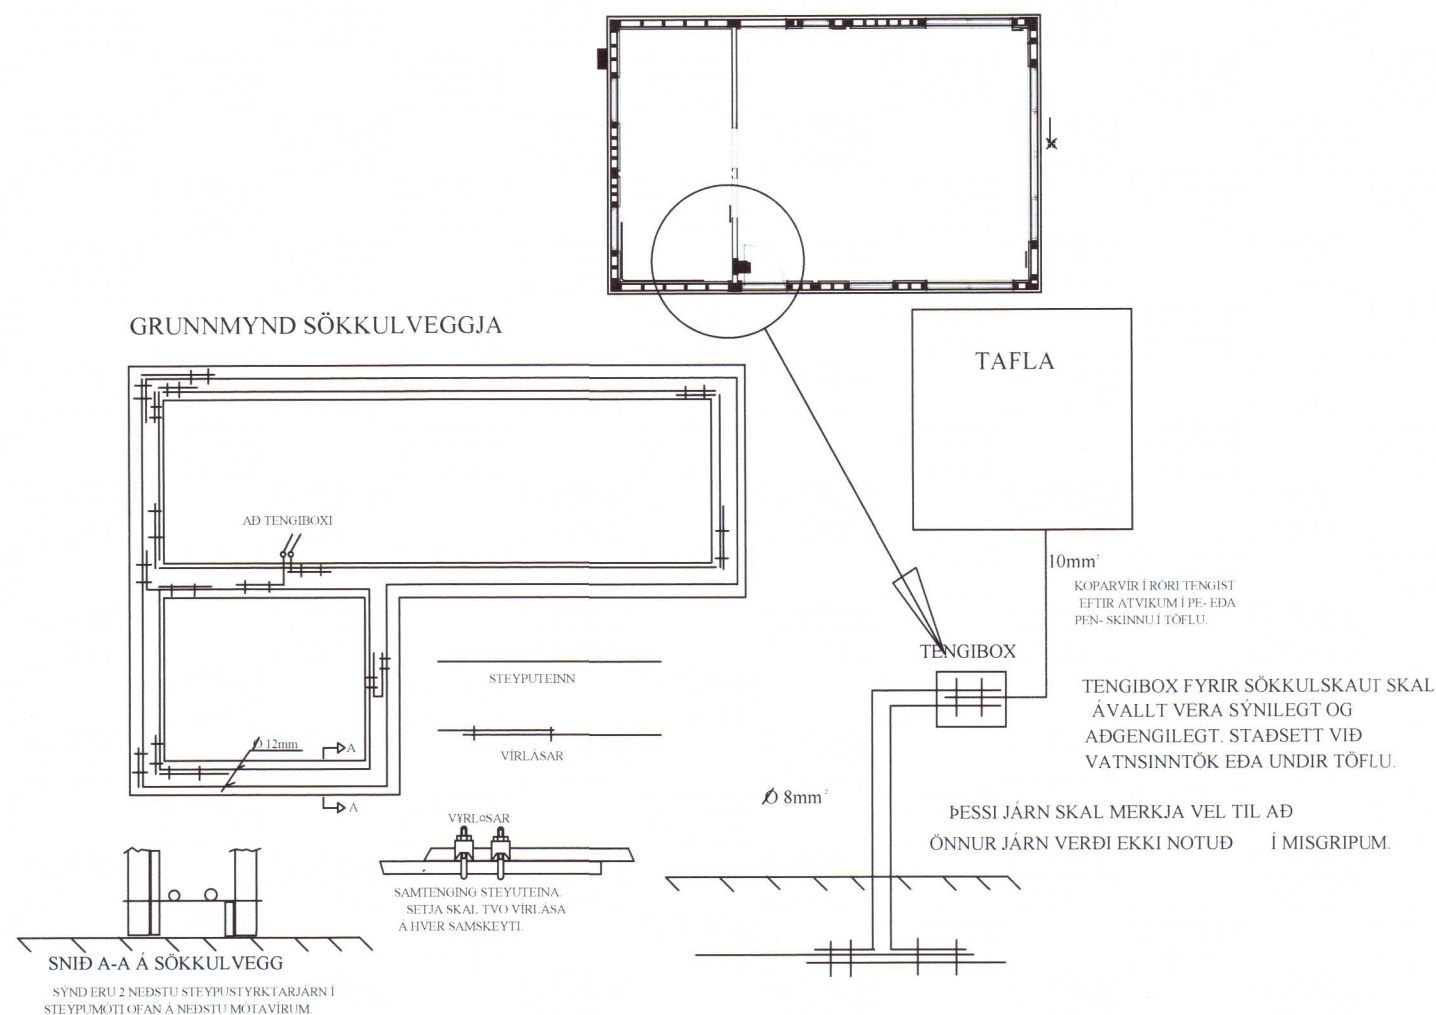 GRUNNMYND SÖKKULVEGGJA
TAFLA
AÐ TENGIBOXI
10mm²
KOPARVÍR Í RÖRI TENGIST
EFTIR ATVIKUM Í PE- EÐA
PEN- SKINNU Í TÖFLU.
TENGIBOX
STEYPUTEINN
TENGIBOX FYRIR SÖKKULSKAUT SKAL
ÁVALLT VERA SÝNILEGT OG
AÐGENGILEGT. STAÐSETT VIÐ
VATNSINNTÖK EÐA UNDIR TÖFLU.
Ø 12mm
A
VÍRLÁSAR
A
Ø 8mm²
ÞESSI JÁRN SKAL MERKJA VEL TIL AÐ
ÖNNUR JÁRN VERÐI EKKI NOTUÐ Í MISGRIPUM.
V¥RL¤SAR
SAMTENGING STEYUTEINA.
SETJA SKAL TVO VÍRLÁSA
Á HVER SAMSKEYTI.
SNIÐ A-A Á SÖKKULVEGG
SÝND ERU 2 NEÐSTU STEYPUSTYRKTARJÁRN Í
STEYPUMÓTI OFAN Á NEÐSTU MÓTAVÍRUM.